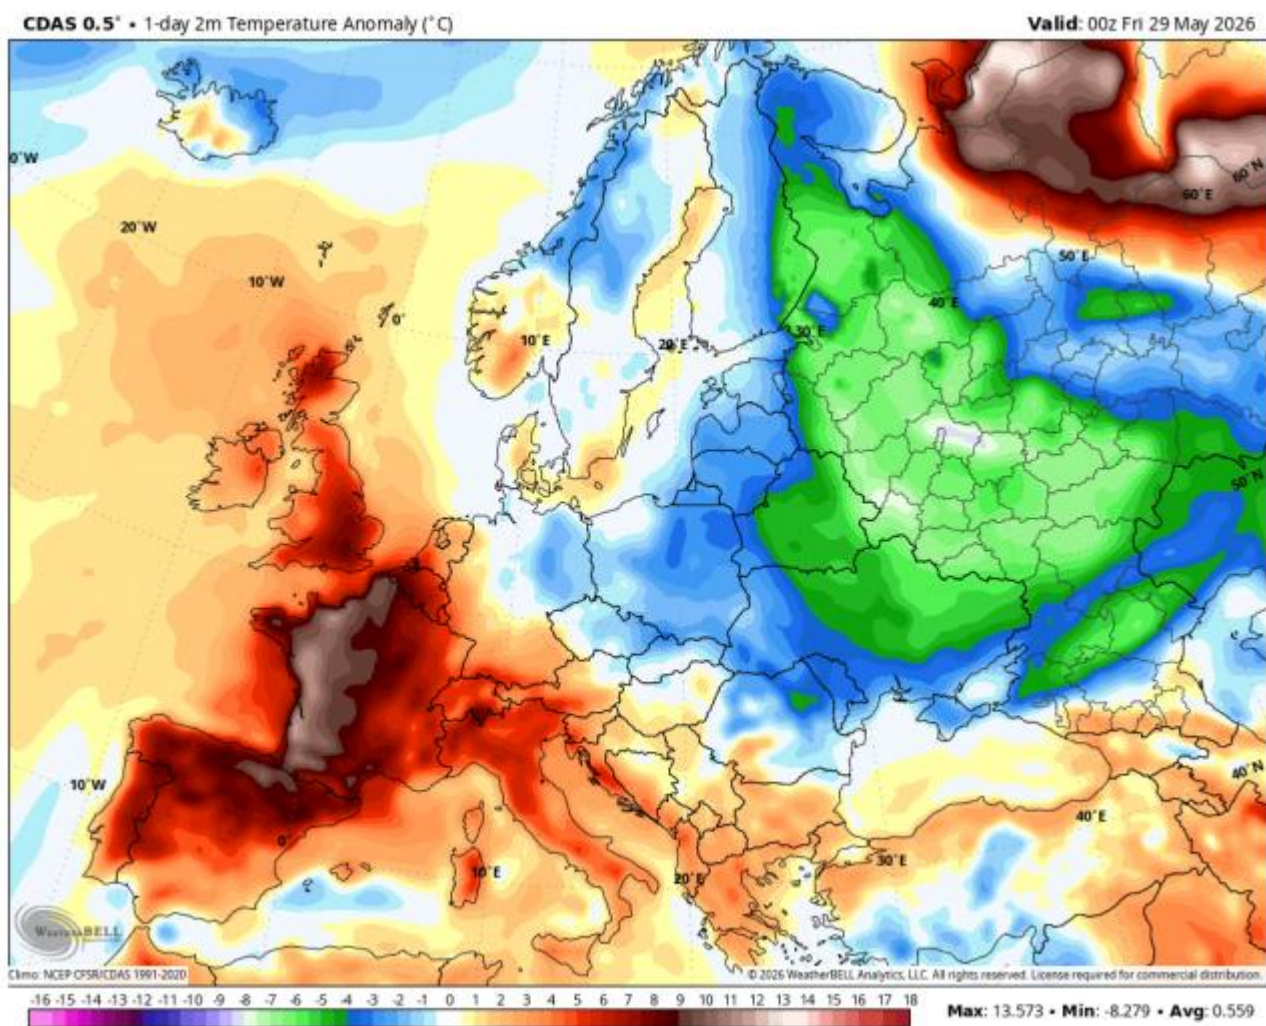 CDAS 0.5° • 1-day 2m Temperature Anomaly (°C)
Valid: 00z Fri 29 May 2026
0°W
60°N
60°E
20°W
50°E
10°W
40°E
0°
30°E
10°E
20°E
50°N
10°W
40°N
40°E
0°
30°E
10°E
20°E
WEATHERBELL
Climo: NCEP CFSR/CDAS 1991-2020
© 2026 WeatherBELL Analytics, LLC. All rights reserved. License required for commercial distribution.
-16 -15 -14 -13 -12 -11 -10 -9 -8 -7 -6 -5 -4 -3 -2 -1 0 1 2 3 4 5 6 7 8 9 10 11 12 13 14 15 16 17 18
Max: 13.573 • Min: -8.279 • Avg: 0.559